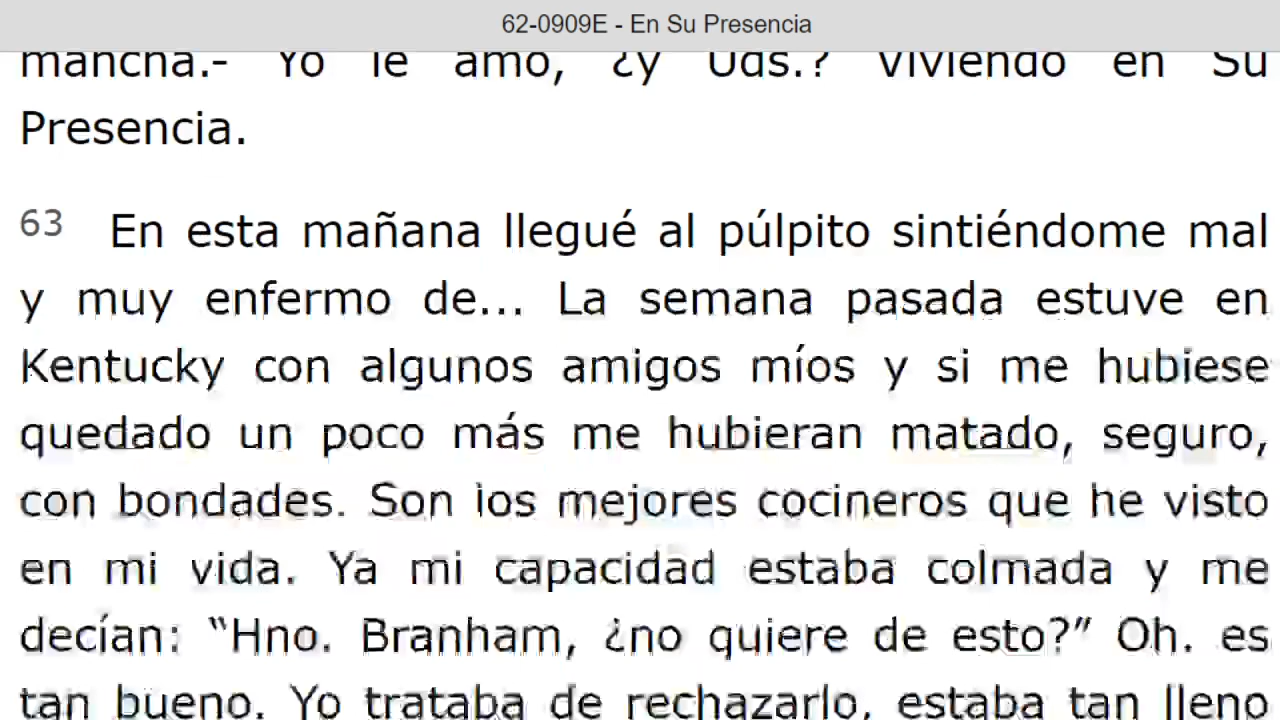 62-0909E - En Su Presencia
mancha.- Yo le amo, ¿y Uds.? Viviendo en Su
Presencia.
63 En esta mañana llegué al púlpito sintiéndome mal
y muy enfermo de... La semana pasada estuve en
Kentucky con algunos amigos míos y si me hubiese
quedado un poco más me hubieran matado, seguro,
con bondades. Son los mejores cocineros que he visto
en mi vida. Ya mi capacidad estaba colmada y me
decían: “Hno. Branham, ¿no quiere de esto?” Oh. es
tan bueno. Yo trataba de rechazarlo, estaba tan lleno